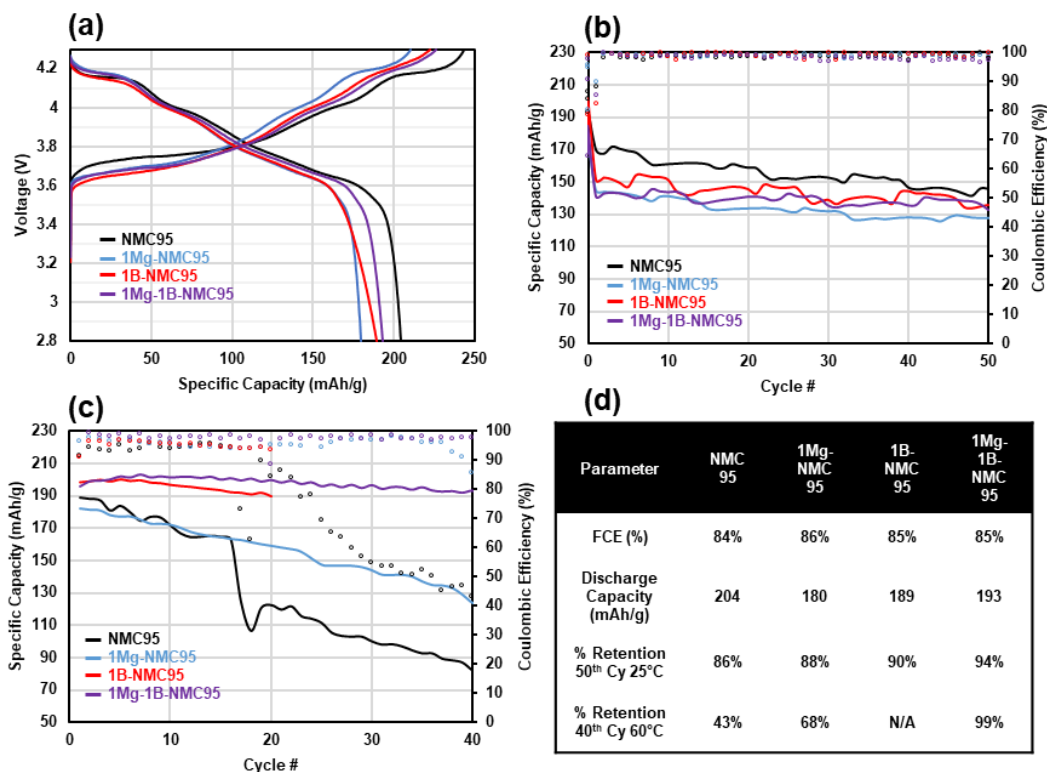 (a)
4.2
4
3.8
3.6
3.4
3.2
3
2.8
Voltage (V)
NMC95
1Mg-NMC95
1B-NMC95
1Mg-1B-NMC95
0
50
100
150
200
250
Specific Capacity (mAh/g)
(b)
230
210
190
170
150
130
110
90
70
50
Specific Capacity (mAh/g)
NMC95
1Mg-NMC95
1B-NMC95
1Mg-1B-NMC95
100
90
80
70
60
50
40
30
20
10
0
Coulombic Efficiency (%))
0
10
20
30
40
50
Cycle #
(c)
230
210
190
170
150
130
110
90
70
50
Specific Capacity (mAh/g)
NMC95
1Mg-NMC95
1B-NMC95
1Mg-1B-NMC95
100
90
80
70
60
50
40
30
20
10
0
Coulombic Efficiency (%))
0
10
20
30
40
Cycle #
(d)
Parameter
NMC
95
1Mg-
NMC
95
1B-
NMC
95
1Mg-
1B-
NMC
95
FCE (%)
84%
86%
85%
85%
Discharge
Capacity
(mAh/g)
204
180
189
193
% Retention
50th Cy 25°C
86%
88%
90%
94%
% Retention
40th Cy 60°C
43%
68%
N/A
99%